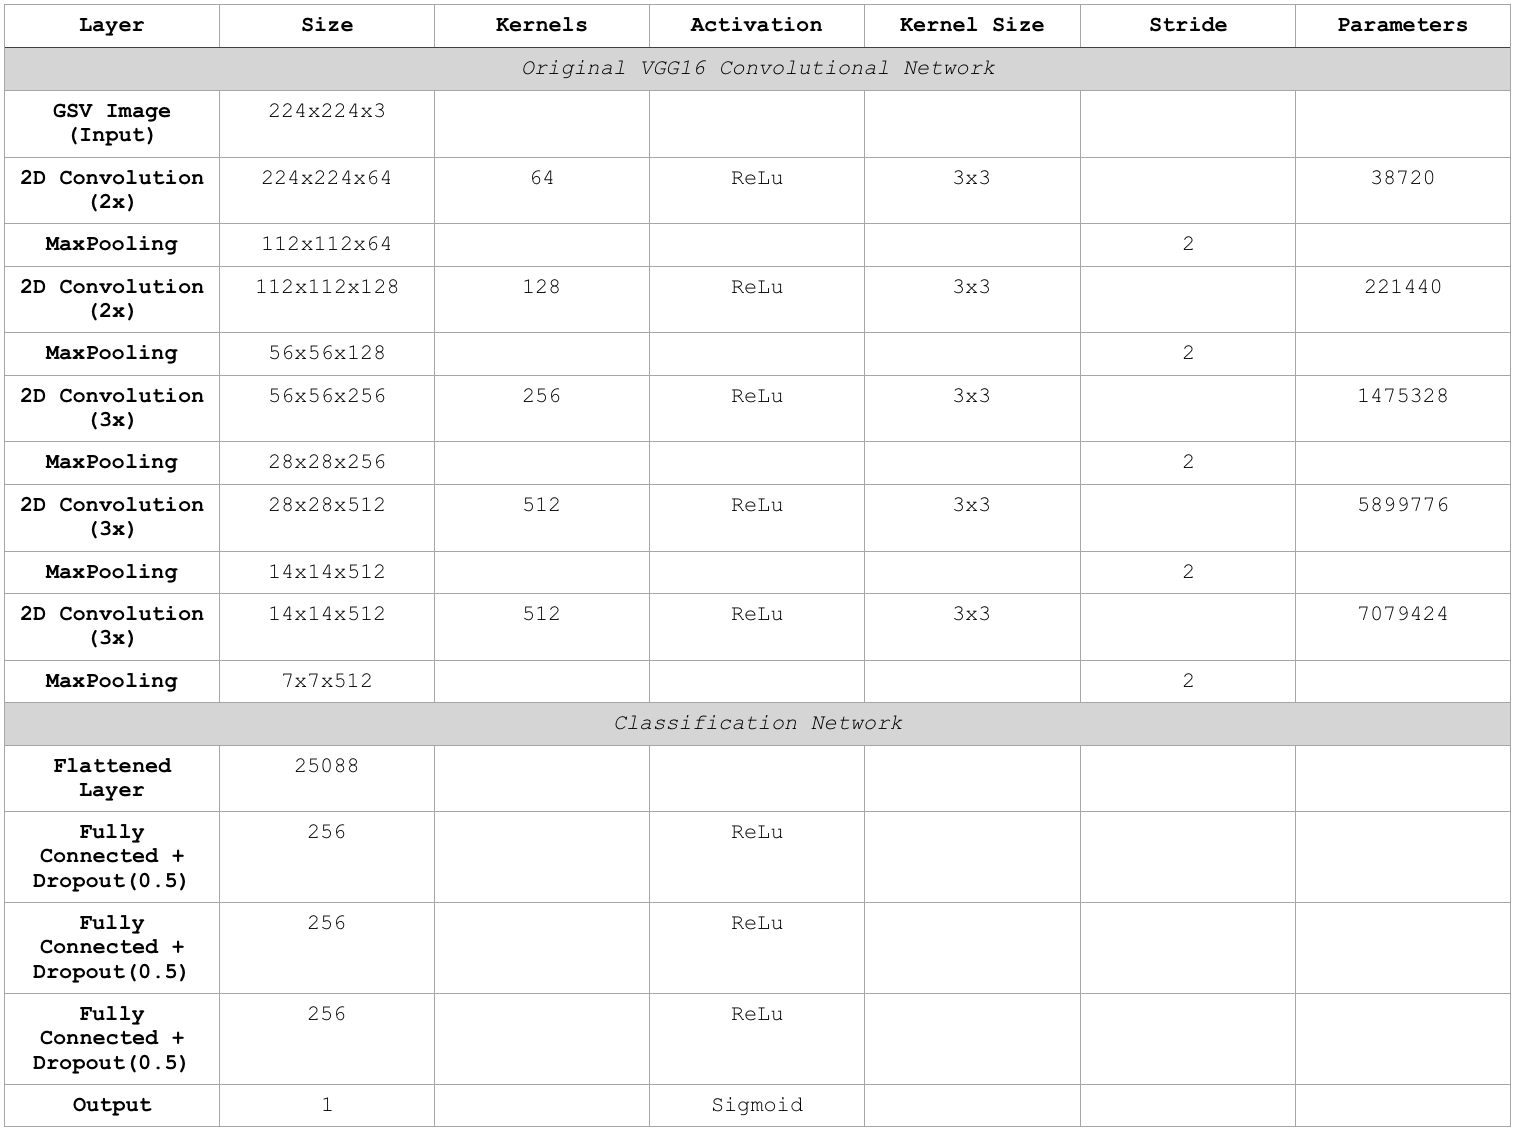 Layer Size Kernels Activation Kernel Size Stride Parameters
Original VGG16 Convolutional Network
GSV Image (Input) 224x224x3
2D Convolution (2x) 224x224x64 64 ReLu 3x3 38720
MaxPooling 112x112x64 2
2D Convolution (2x) 112x112x128 128 ReLu 3x3 221440
MaxPooling 56x56x128 2
2D Convolution (3x) 56x56x256 256 ReLu 3x3 1475328
MaxPooling 28x28x256 2
2D Convolution (3x) 28x28x512 512 ReLu 3x3 5899776
MaxPooling 14x14x512 2
2D Convolution (3x) 14x14x512 512 ReLu 3x3 7079424
MaxPooling 7x7x512 2
Classification Network
Flattened Layer 25088
Fully Connected + Dropout(0.5) 256 ReLu
Fully Connected + Dropout(0.5) 256 ReLu
Fully Connected + Dropout(0.5) 256 ReLu
Output 1 Sigmoid